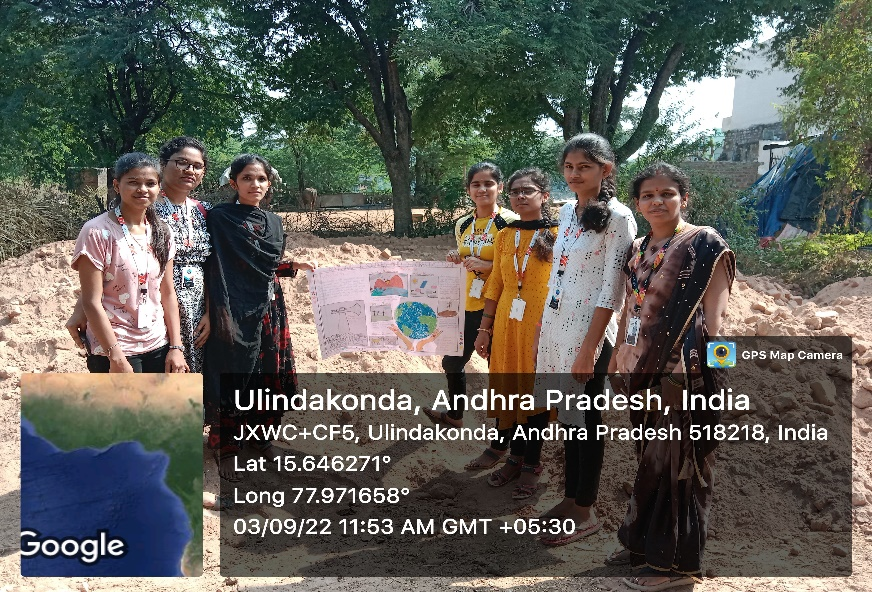 GPS Map Camera
Ulindakonda, Andhra Pradesh, India
JXWC+CF5, Ulindakonda, Andhra Pradesh 518218, India
Lat 15.646271°
Long 77.971658°
03/09/22 11:53 AM GMT +05:30
Google